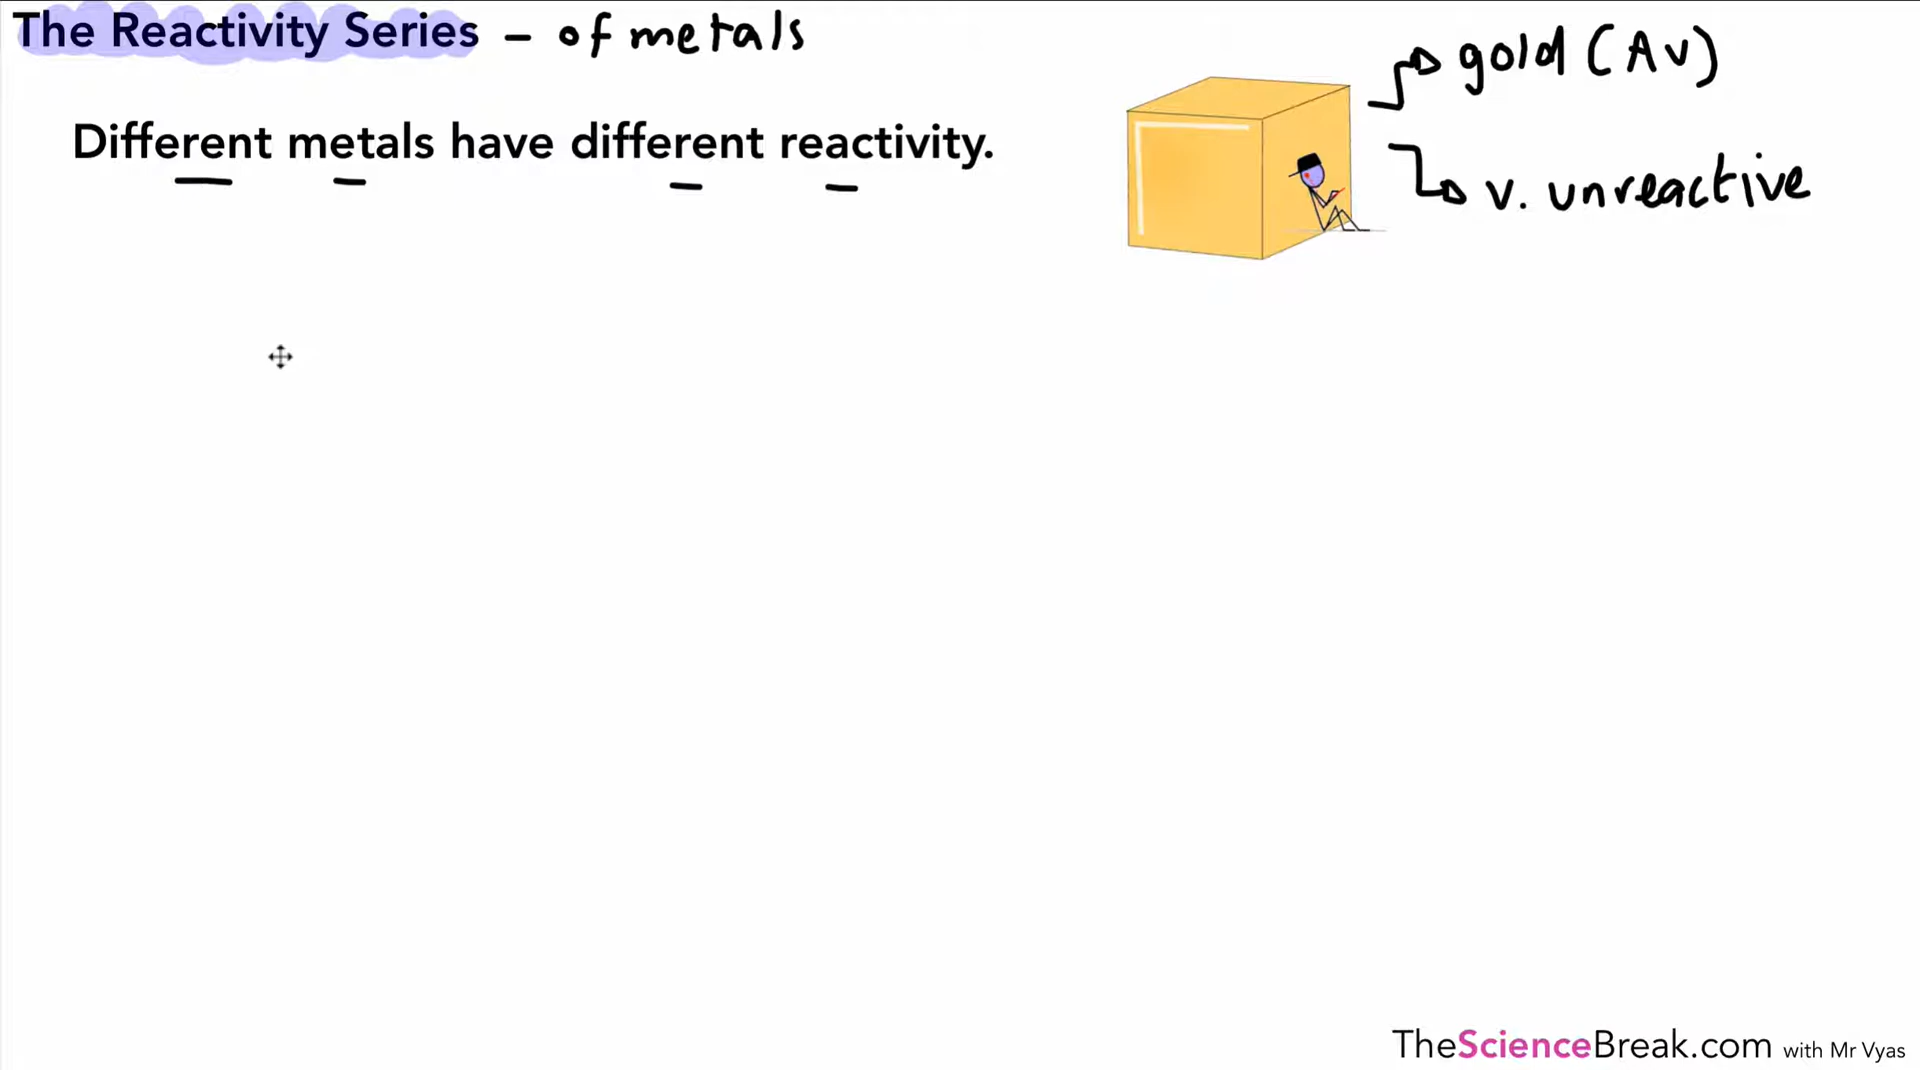 The Reactivity Series - of metals
gold (Au)
Different metals have different reactivity.
v. unreactive
TheScienceBreak.com with Mr Vyas